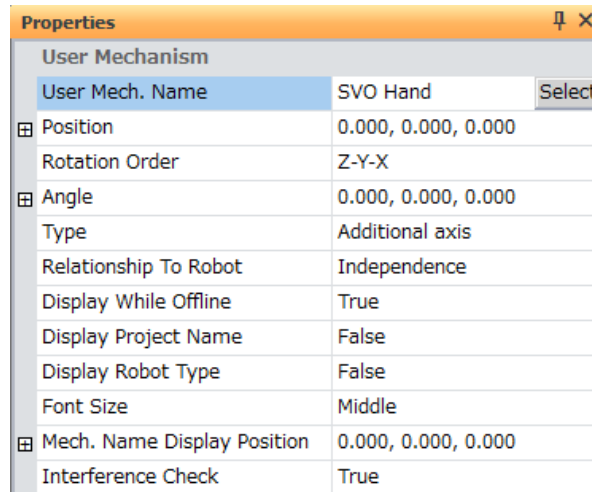 Properties
User Mechanism
User Mech. Name SVO Hand Select
Position 0.000, 0.000, 0.000
Rotation Order Z-Y-X
Angle 0.000, 0.000, 0.000
Type Additional axis
Relationship To Robot Independence
Display While Offline True
Display Project Name False
Display Robot Type False
Font Size Middle
Mech. Name Display Position 0.000, 0.000, 0.000
Interference Check True